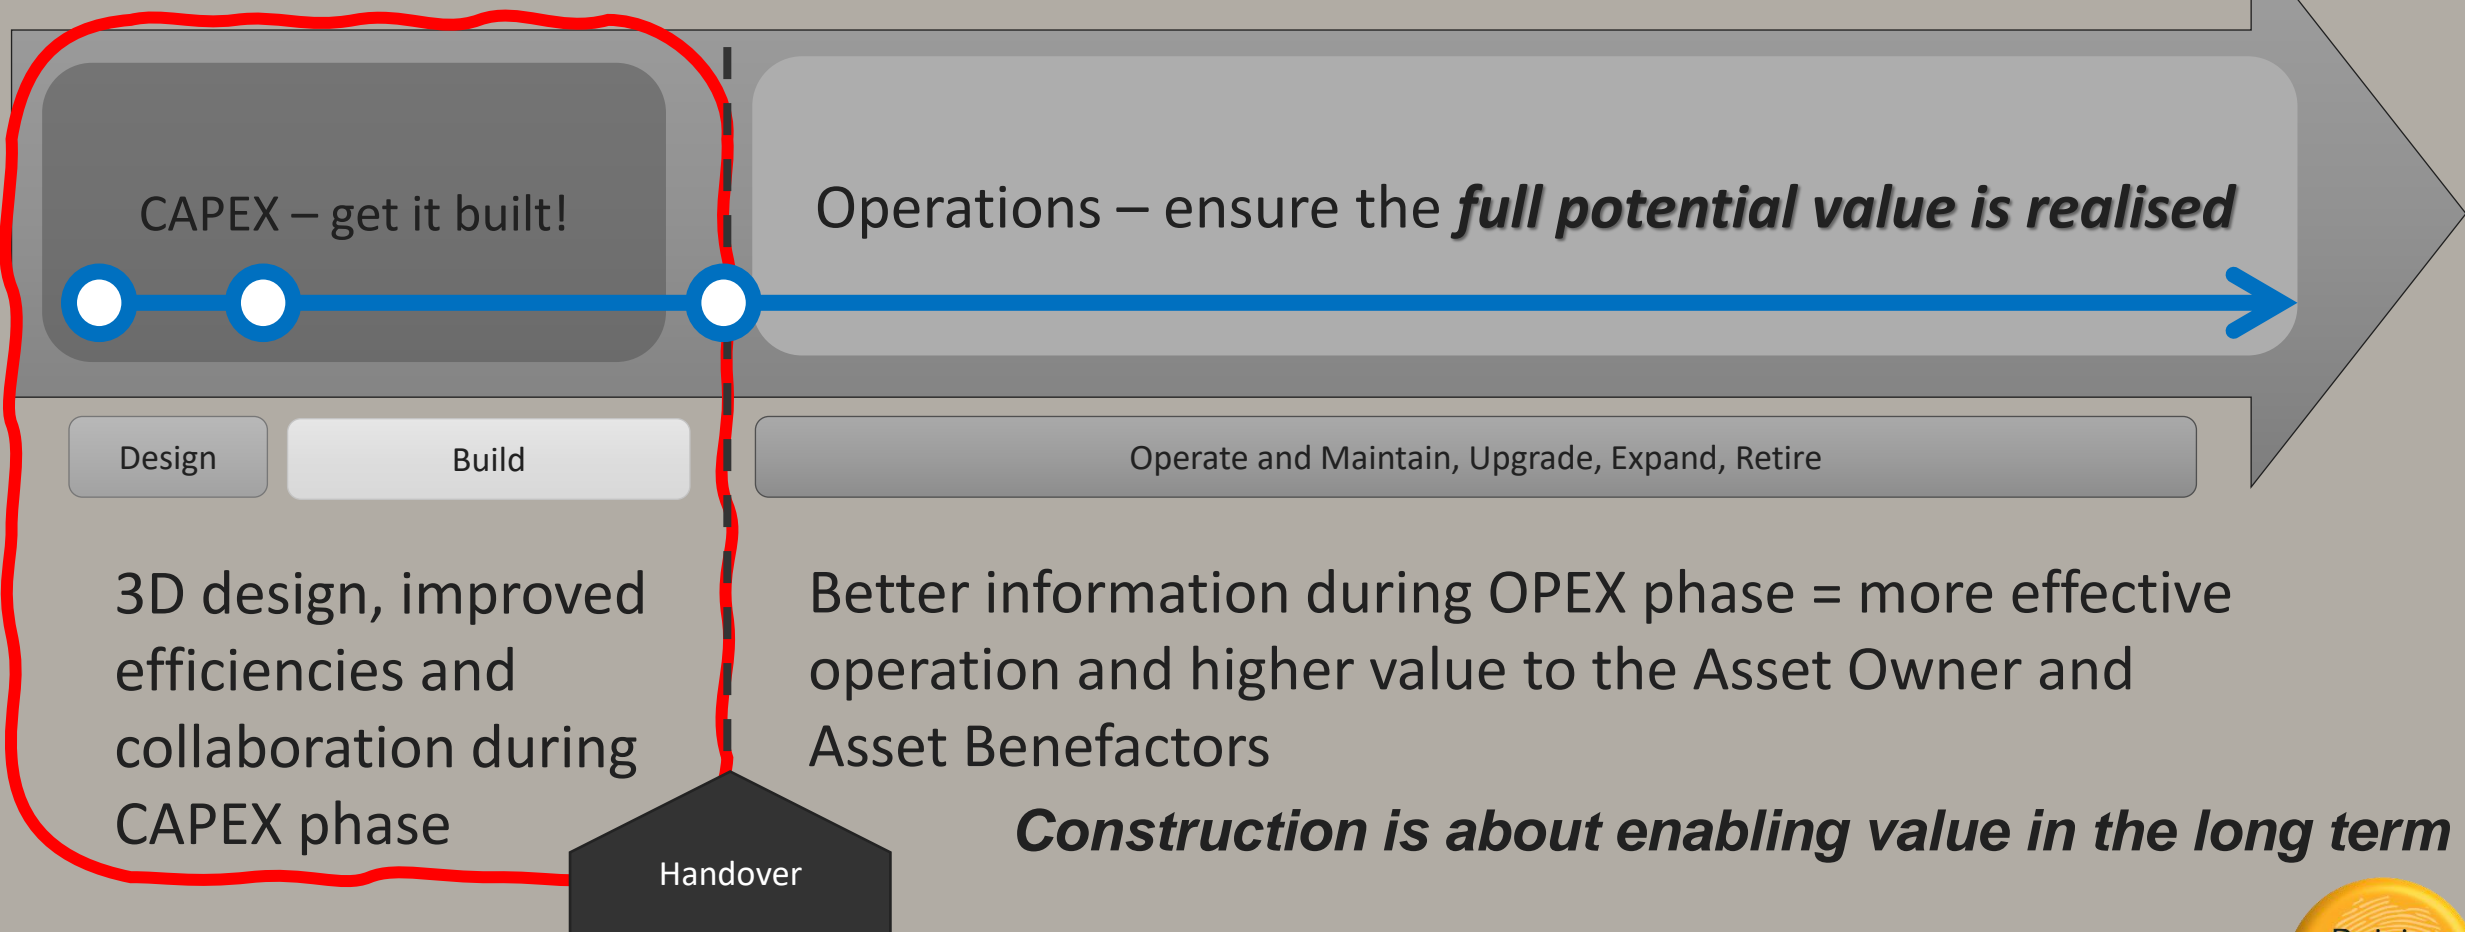 CAPEX – get it built!
Operations – ensure the full potential value is realised
Design
Build
Operate and Maintain, Upgrade, Expand, Retire
3D design, improved
efficiencies and
collaboration during
CAPEX phase
Better information during OPEX phase = more effective
operation and higher value to the Asset Owner and
Asset Benefactors
Construction is about enabling value in the long term
Handover